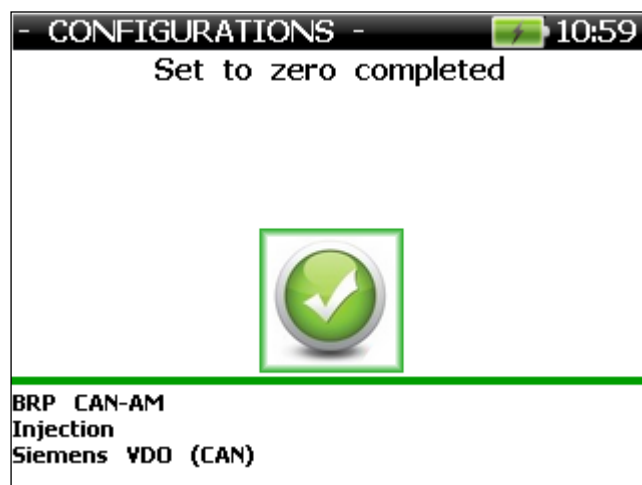 - CONFIGURATIONS - 10:59
Set to zero completed
BRP CAN-AM
Injection
Siemens VDO (CAN)